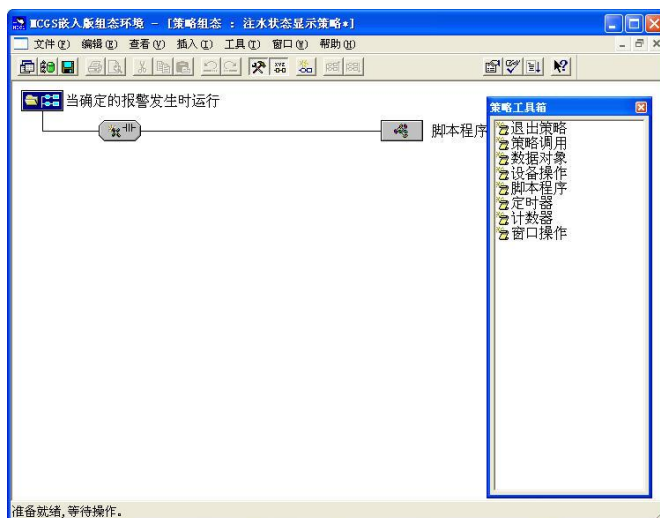 MCGS嵌入版组态环境 - [策略组态 : 注水状态显示策略*]
文件(F) 编辑(E) 查看(V) 插入(I) 工具(T) 窗口(W) 帮助(H)
当确定的报警发生时运行
脚本程序
策略工具箱
退出策略
策略调用
数据对象
设备操作
脚本程序
定时器
计数器
窗口操作
准备就绪,等待操作。